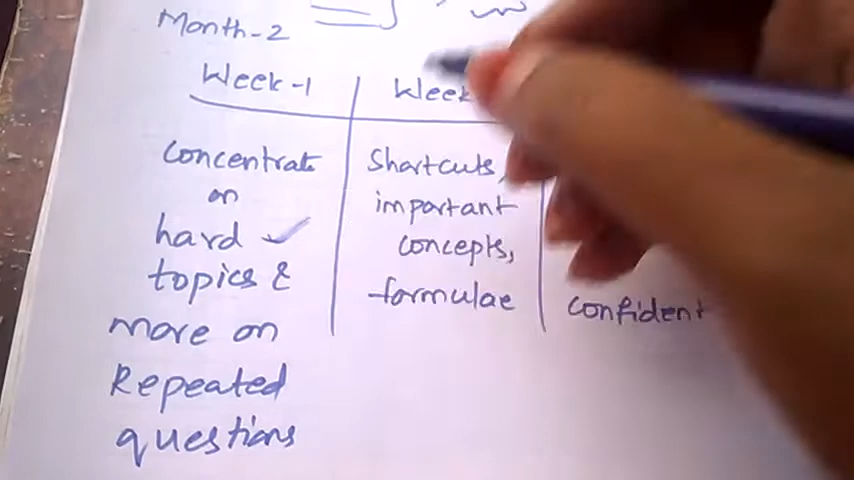 Month-2
Week-1
Week
Concentrate
on
hard
topics &
more on
Repeated
questions
Shortcuts,
important
concepts,
formulae
confident